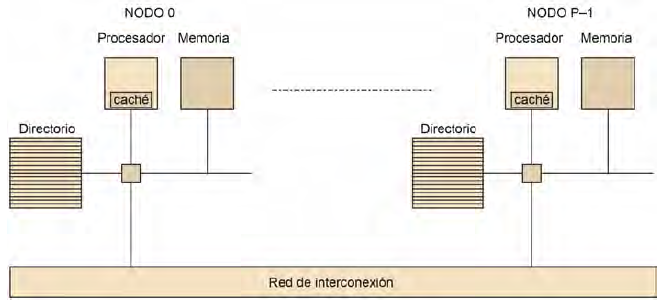 NODO 0
NODO P–1
Procesador
Memoria
Procesador
Memoria
caché
caché
Directorio
Directorio
Red de interconexión